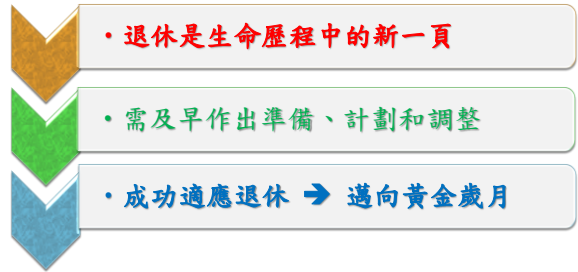 • 退休是生命歷程中的新一頁
• 需及早作出準備、計劃和調整
• 成功適應退休 ➔ 邁向黃金歲月